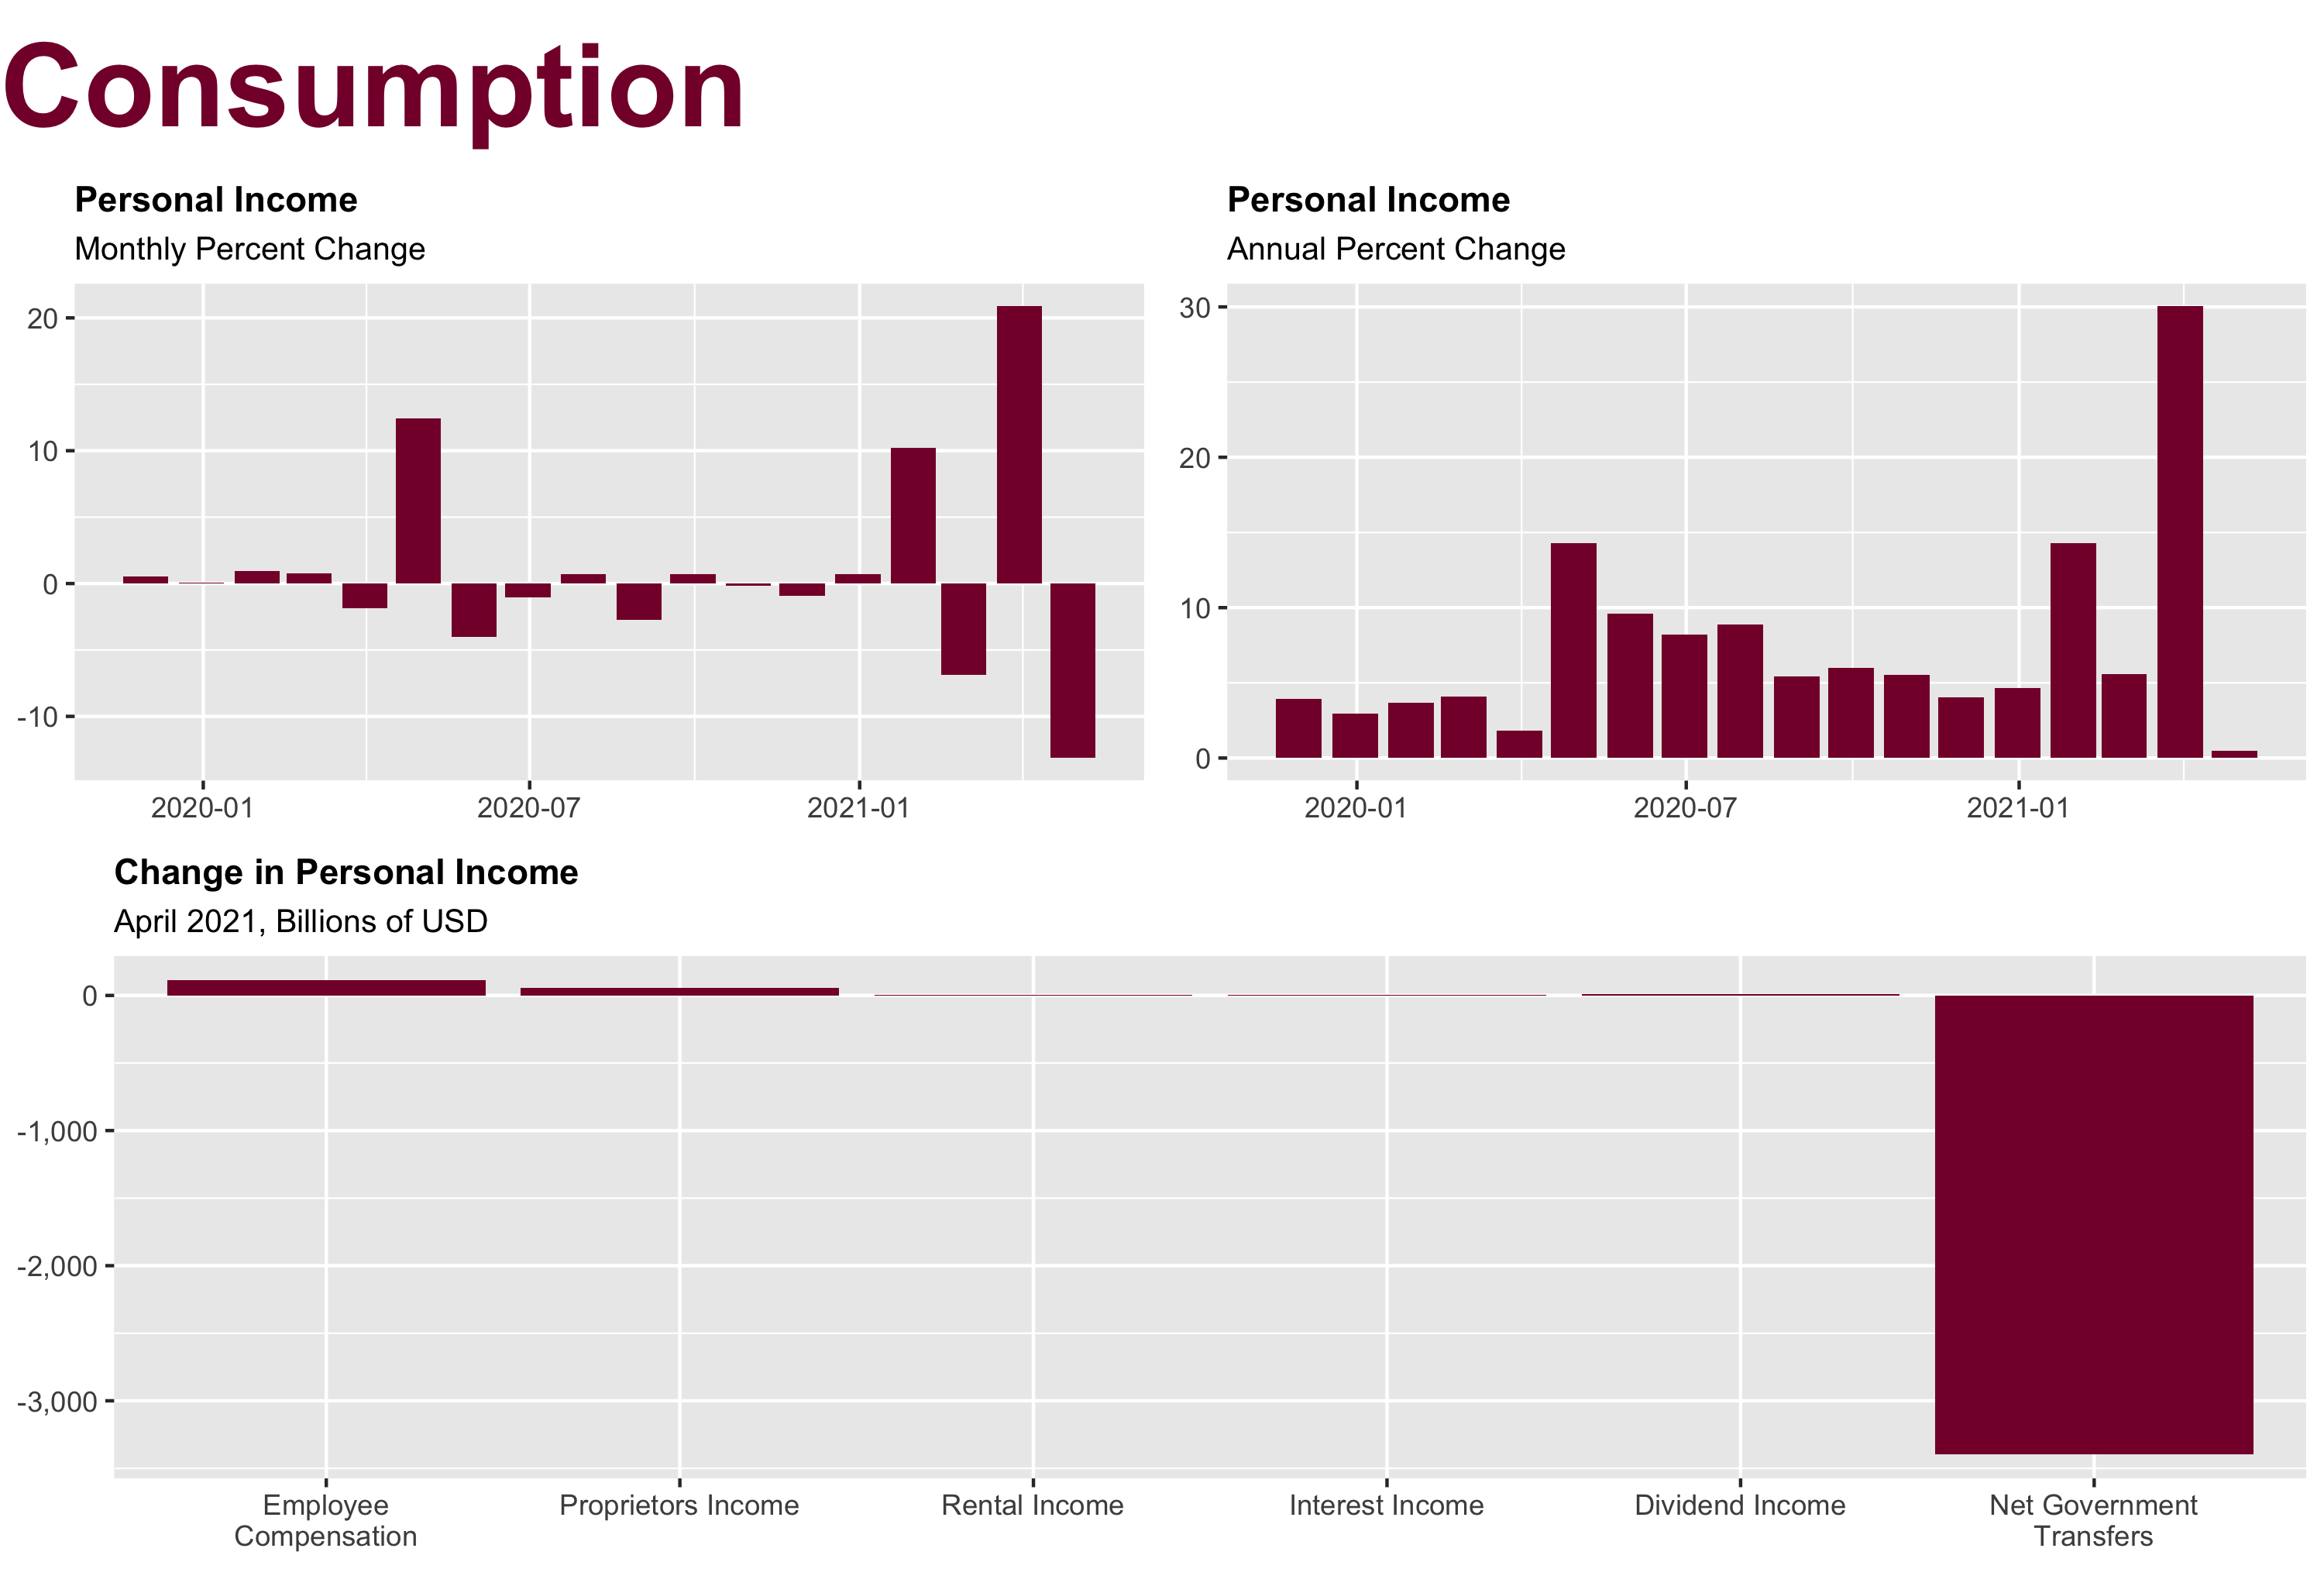 Consumption
Personal Income
Monthly Percent Change
20
10
0
-10
2020-01
2020-07
2021-01
Personal Income
Annual Percent Change
30
20
10
0
2020-01
2020-07
2021-01
Change in Personal Income
April 2021, Billions of USD
0
-1,000
-2,000
-3,000
Employee
Compensation
Proprietors Income
Rental Income
Interest Income
Dividend Income
Net Government
Transfers